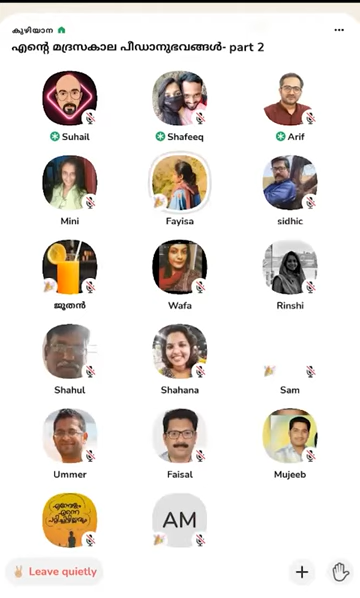 കുഴിയാന
എന്റെ മദ്രസകാല പീഡാനുഭവങ്ങൾ- part 2
Suhail Shafeeq Arif
Mini Fayisa sidhic
ജൂതൻ Wafa Rinshi
Shahul Shahana Sam
Ummer Faisal Mujeeb
AM
Leave quietly